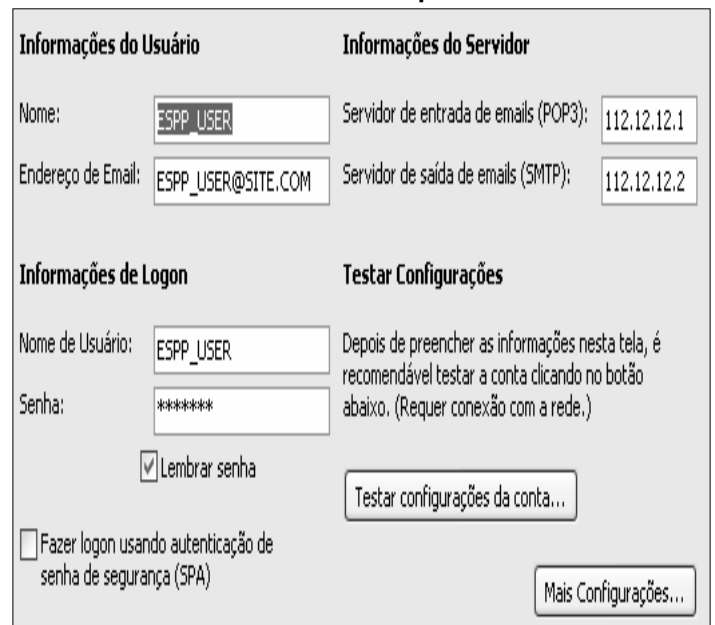 Informações do Usuário
Nome: ESPP_USER
Endereço de Email: ESPP_USER@SITE.COM
Informações do Servidor
Servidor de entrada de emails (POP3): 112.12.12.1
Servidor de saída de emails (SMTP): 112.12.12.2
Informações de Logon
Nome de Usuário: ESPP_USER
Senha: *******
Lembrar senha
Fazer logon usando autenticação de
senha de segurança (SPA)
Testar Configurações
Depois de preencher as informações nesta tela, é
recomendável testar a conta clicando no botão
abaixo. (Requer conexão com a rede.)
Testar configurações da conta...
Mais Configurações...